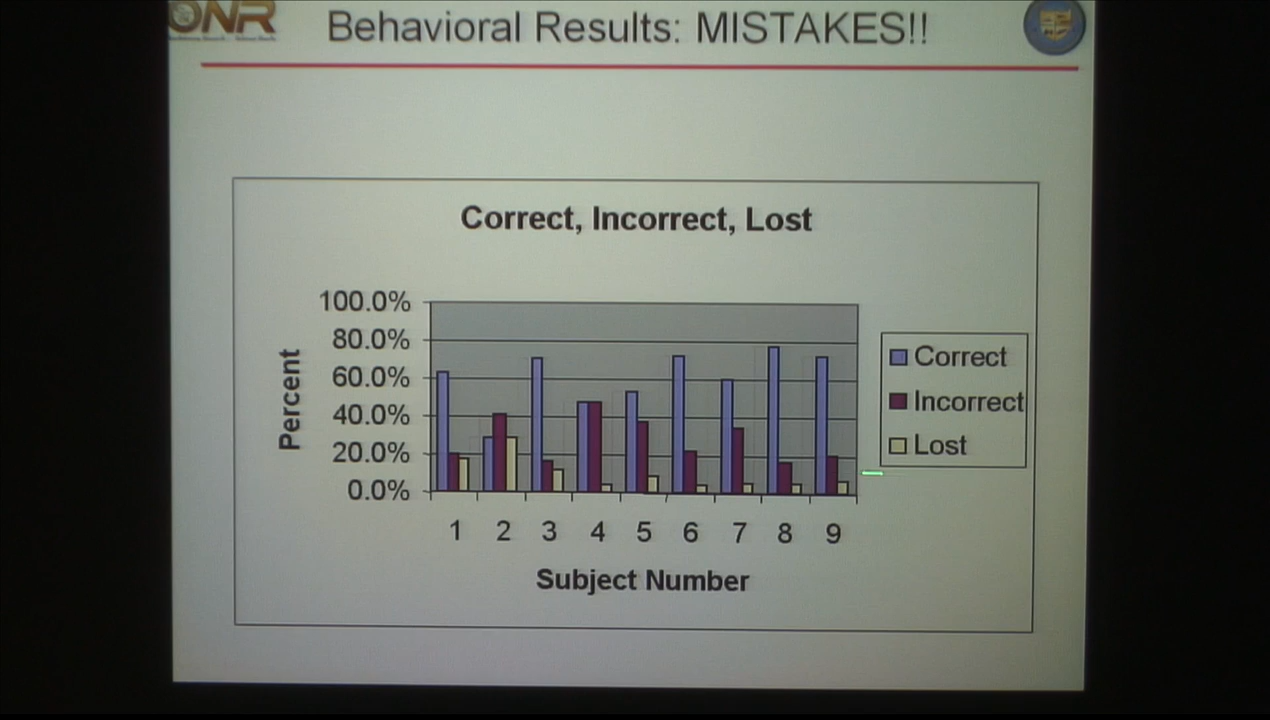 ONR
Behavioral Results: MISTAKES!!
Correct, Incorrect, Lost
100.0%
80.0%
60.0%
40.0%
20.0%
0.0%
Percent
1 2 3 4 5 6 7 8 9
Subject Number
Correct
Incorrect
Lost